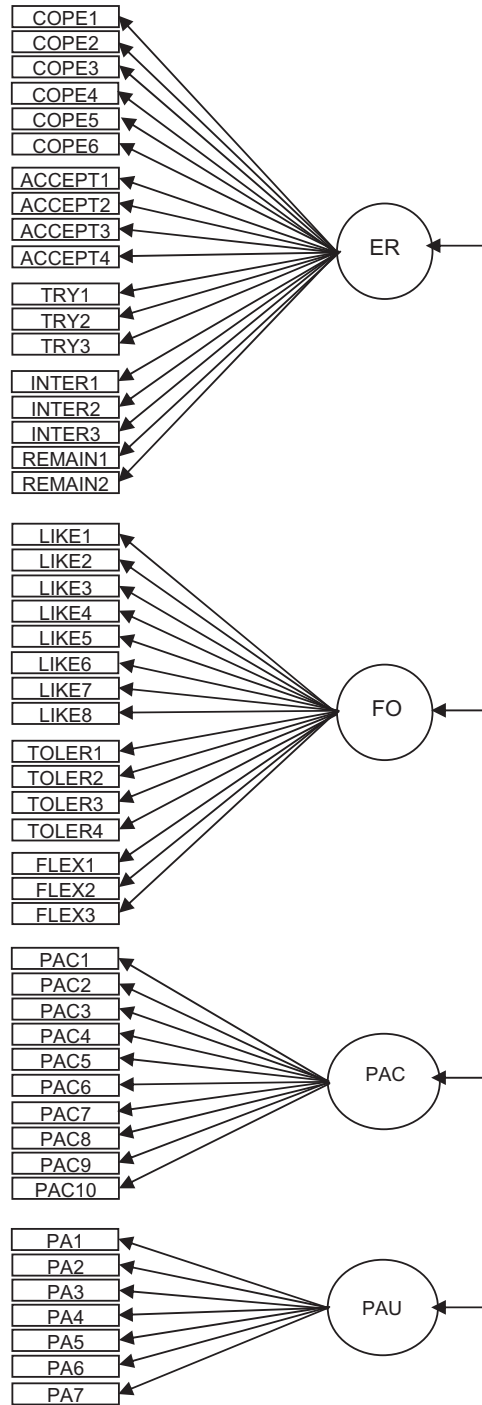 COPE1
COPE2
COPE3
COPE4
COPE5
COPE6
ACCEPT1
ACCEPT2
ACCEPT3
ACCEPT4
TRY1
TRY2
TRY3
INTER1
INTER2
INTER3
REMAIN1
REMAIN2
ER
LIKE1
LIKE2
LIKE3
LIKE4
LIKE5
LIKE6
LIKE7
LIKE8
TOLER1
TOLER2
TOLER3
TOLER4
FLEX1
FLEX2
FLEX3
FO
PAC1
PAC2
PAC3
PAC4
PAC5
PAC6
PAC7
PAC8
PAC9
PAC10
PAC
PA1
PA2
PA3
PA4
PA5
PA6
PA7
PAU